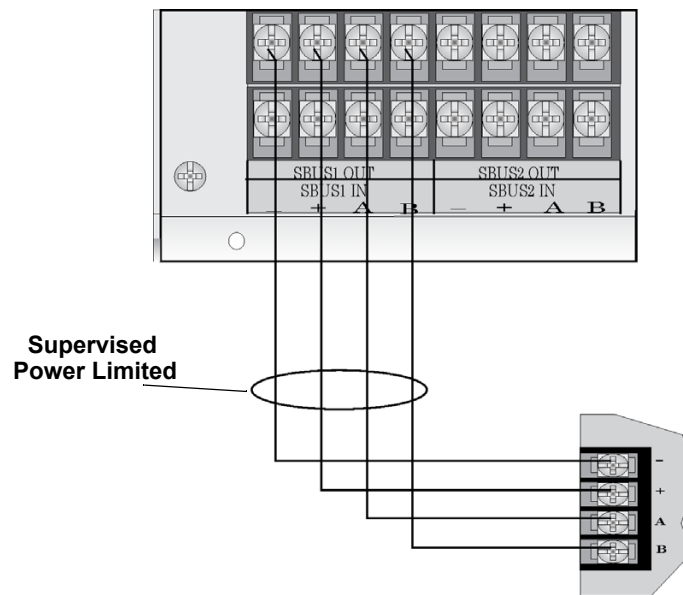 SBUS1 OUT SBUS2 OUT
SBUS1 IN SBUS2 IN
− + A B − + A B
Supervised
Power Limited
−
+
A
B